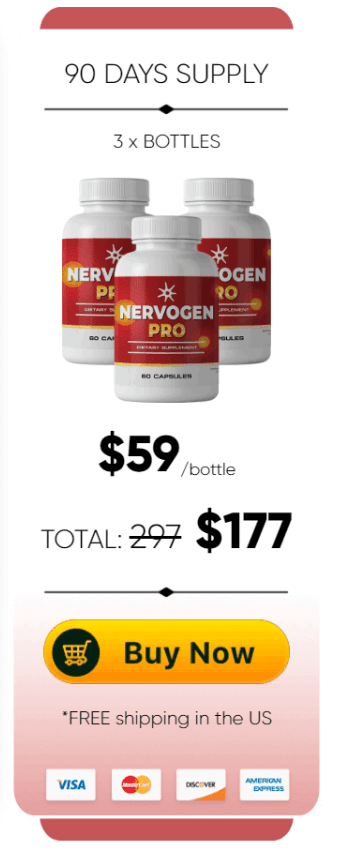 90 DAYS SUPPLY
3 x BOTTLES
NERVOGEN
PRO
DIETARY SUPPLEMENT
60 CAPSULES
$59 /bottle
TOTAL: 297 $177
Buy Now
*FREE shipping in the US
VISA MasterCard DISCOVER AMERICAN EXPRESS